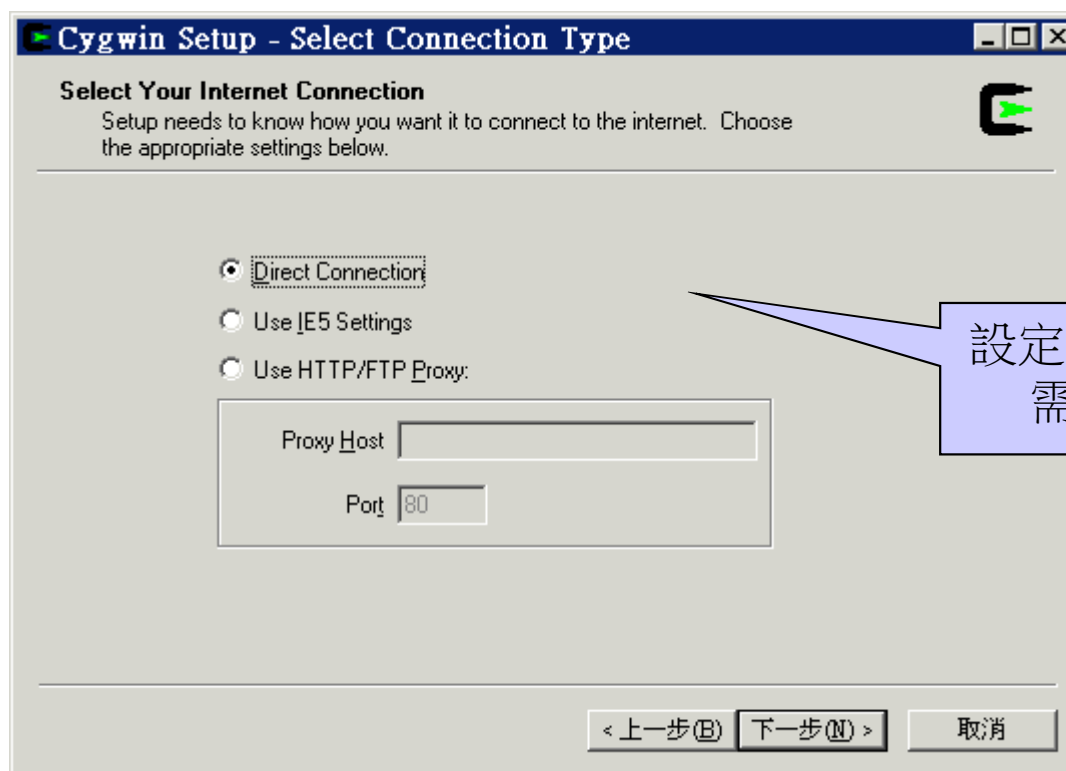 Cygwin Setup - Select Connection Type
Select Your Internet Connection
Setup needs to know how you want it to connect to the internet. Choose
the appropriate settings below.
Direct Connection
Use IE5 Settings
Use HTTP/FTP Proxy:
設定
需
Proxy Host
Port 80
<上一步(B) 下一步(N)> 取消